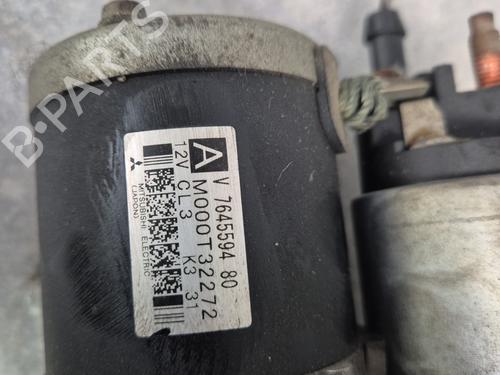 B-PARTS
A V 7645594 80
M000T32272
12V CL3 K3 31
MITSUBISHI ELECTRIC
(JAPON)